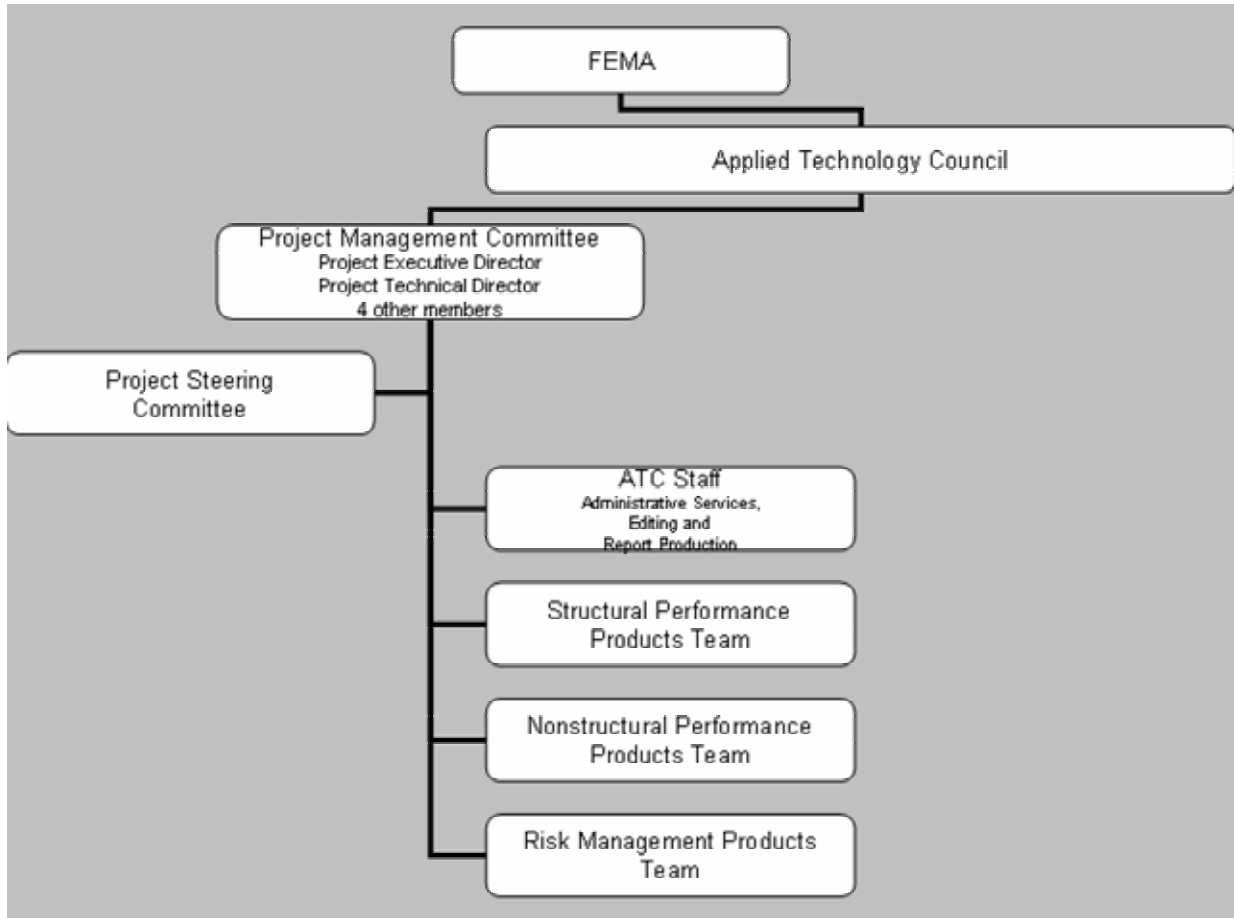 FEMA
Applied Technology Council
Project Management Committee
Project Executive Director
Project Technical Director
4 other members
Project Steering
Committee
ATC Staff
Administrative Services,
Editing and
Report Production
Structural Performance
Products Team
Nonstructural Performance
Products Team
Risk Management Products
Team